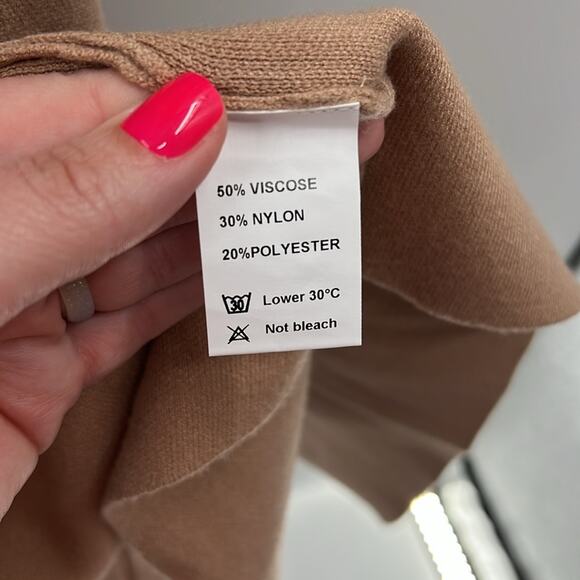 50% VISCOSE
30% NYLON
20%POLYESTER
30 Lower 30°C
Not bleach